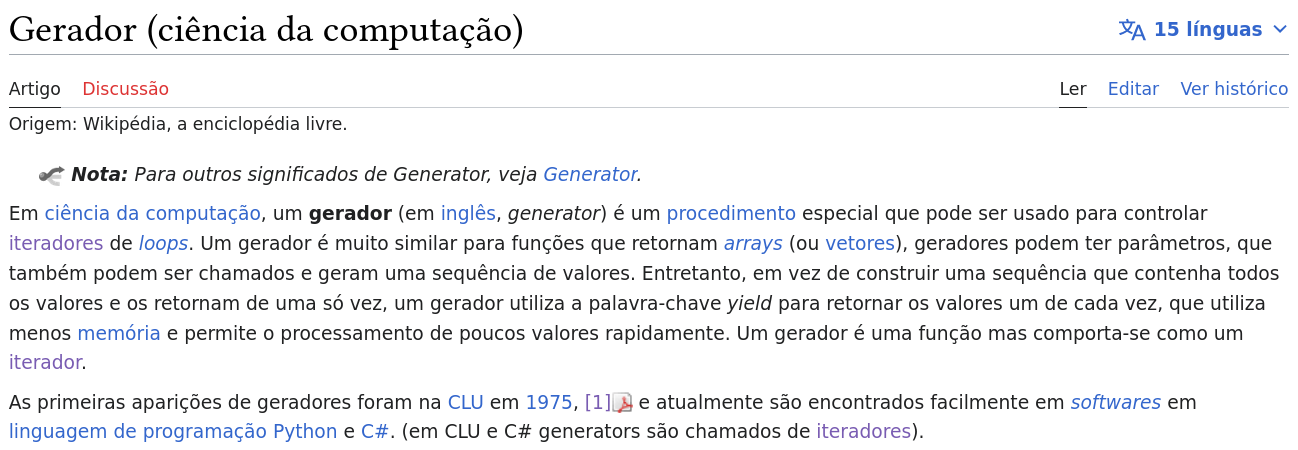 Gerador (ciência da computação)
15 línguas
Artigo Discussão Ler Editar Ver histórico
Origem: Wikipédia, a enciclopédia livre.
Nota: Para outros significados de Generator, veja Generator.
Em ciência da computação, um gerador (em inglês, generator) é um procedimento especial que pode ser usado para controlar
iteradores de loops. Um gerador é muito similar para funções que retornam arrays (ou vetores), geradores podem ter parâmetros, que
também podem ser chamados e geram uma sequência de valores. Entretanto, em vez de construir uma sequência que contenha todos
os valores e os retornam de uma só vez, um gerador utiliza a palavra-chave yield para retornar os valores um de cada vez, que utiliza
menos memória e permite o processamento de poucos valores rapidamente. Um gerador é uma função mas comporta-se como um
iterador.
As primeiras aparições de geradores foram na CLU em 1975, [1] e atualmente são encontrados facilmente em softwares em
linguagem de programação Python e C#. (em CLU e C# generators são chamados de iteradores).